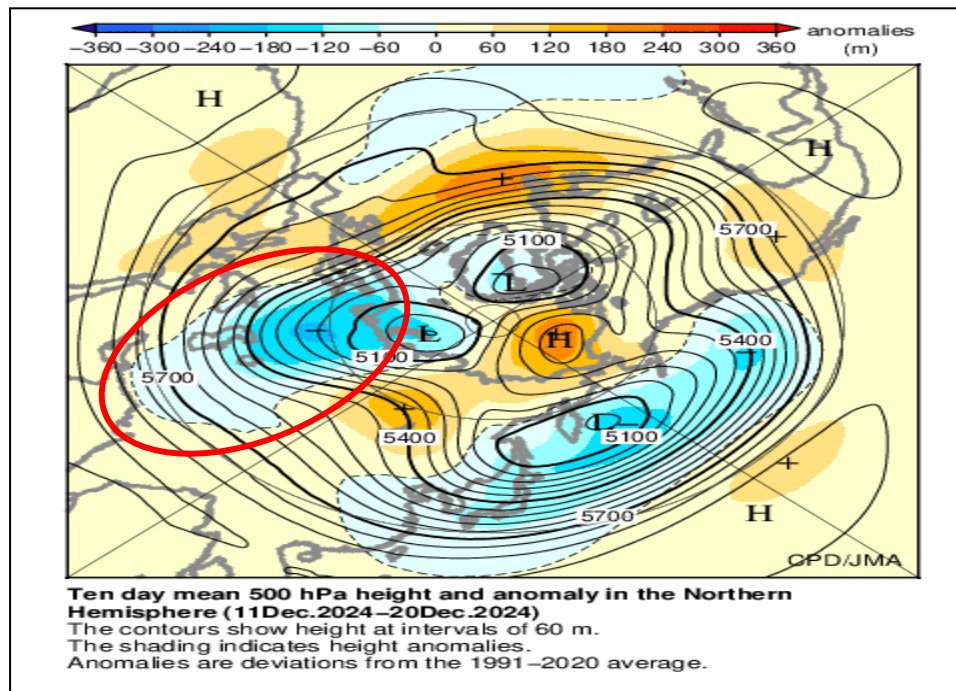 anomalies
−360 −300 −240 −180 −120 −60 0 60 120 180 240 300 360 (m)
H
H
5100
5700
L
5700
H
L
5100
5400
5700
5400
5100
5700
H
CPD/JMA
Ten day mean 500 hPa height and anomaly in the Northern
Hemisphere (11Dec.2024−20Dec.2024)
The contours show height at intervals of 60 m.
The shading indicates height anomalies.
Anomalies are deviations from the 1991−2020 average.